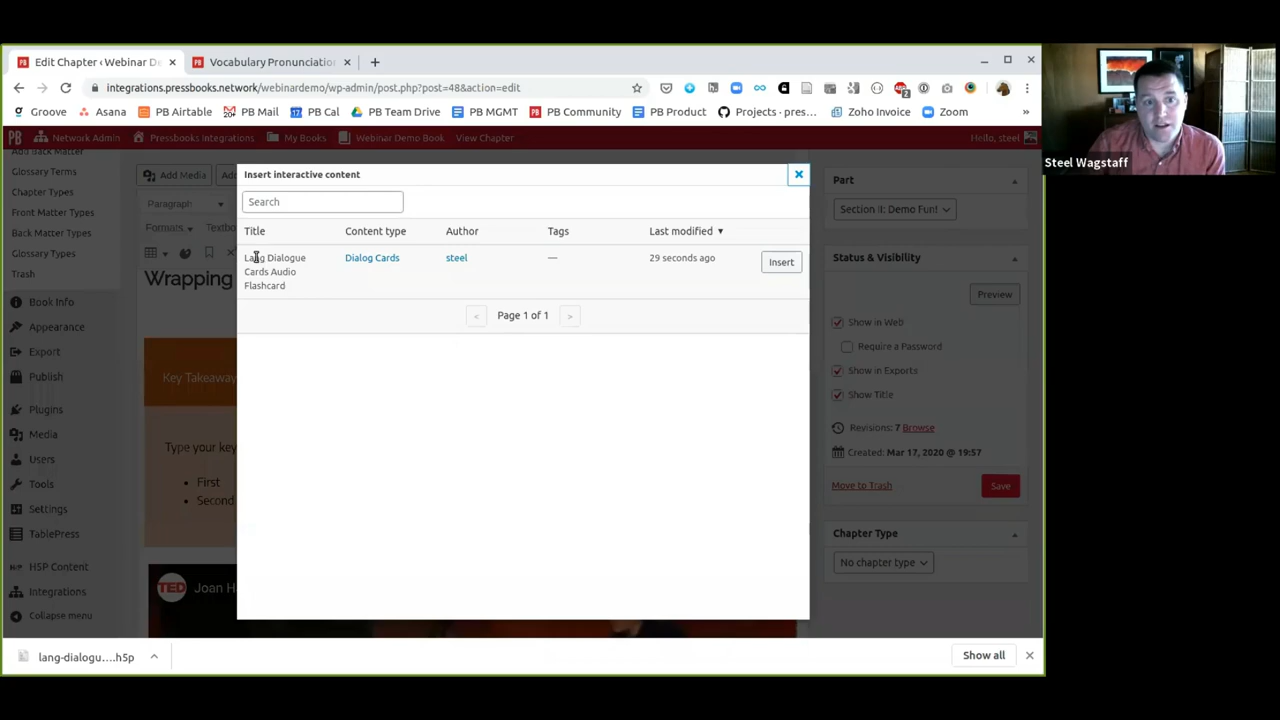 Edit Chapter ‹ Webinar De
Vocabulary Pronunciation
integrations.pressbooks.network/webinardemo/wp-admin/post.php?post=48&action=edit
Groove Asana PB Airtable PB Mail PB Cal PB Team Drive PB MGMT PB Community PB Product Projects · pres… Zoho Invoice Zoom
Network Admin Pressbooks Integrations My Books Webinar Demo Book View Chapter Hello, steel
Steel Wagstaff
Add Back Matter
Glossary Terms
Chapter Types
Front Matter Types
Back Matter Types
Glossary Types
Trash
Book Info
Appearance
Export
Publish
Plugins
Media
Users
Tools
Settings
TablePress
H5P Content
Integrations
Collapse menu
Add Media
Paragraph
Formats
Wrapping
Key Takeaway
Type your key
First
Second
TED Joan H
Insert interactive content
Search
Title Content type Author Tags Last modified
Lang Dialogue Cards Audio Flashcard Dialog Cards steel — 29 seconds ago Insert
< Page 1 of 1 >
Part
Section II: Demo Fun!
Status & Visibility
Preview
Show in Web
Require a Password
Show in Exports
Show Title
Revisions: 7 Browse
Created: Mar 17, 2020 @ 19:57
Move to Trash Save
Chapter Type
No chapter type
lang-dialogu….h5p
Show all